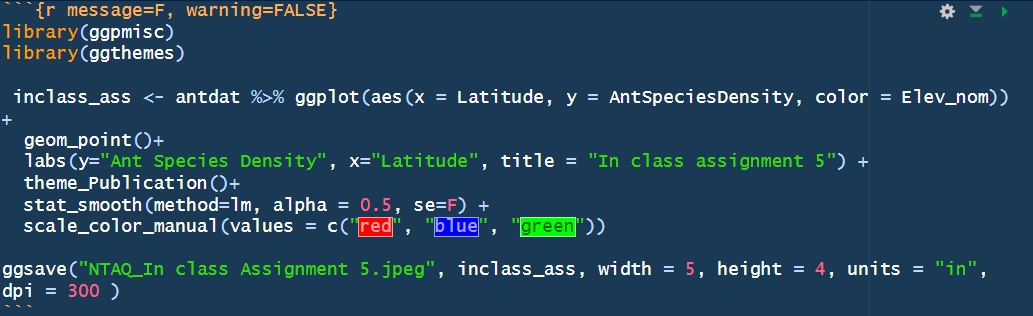 ```{r message=F, warning=FALSE}
library(ggpmisc)
library(ggthemes)
inclass_ass <- antdat %>% ggplot(aes(x = Latitude, y = AntSpeciesDensity, color = Elev_nom))
+
geom_point()+
labs(y="Ant Species Density", x="Latitude", title = "In class assignment 5") +
theme_Publication()+
stat_smooth(method=lm, alpha = 0.5, se=F) +
scale_color_manual(values = c("red", "blue", "green"))
ggsave("NTAQ_In class Assignment 5.jpeg", inclass_ass, width = 5, height = 4, units = "in",
dpi = 300 )
```